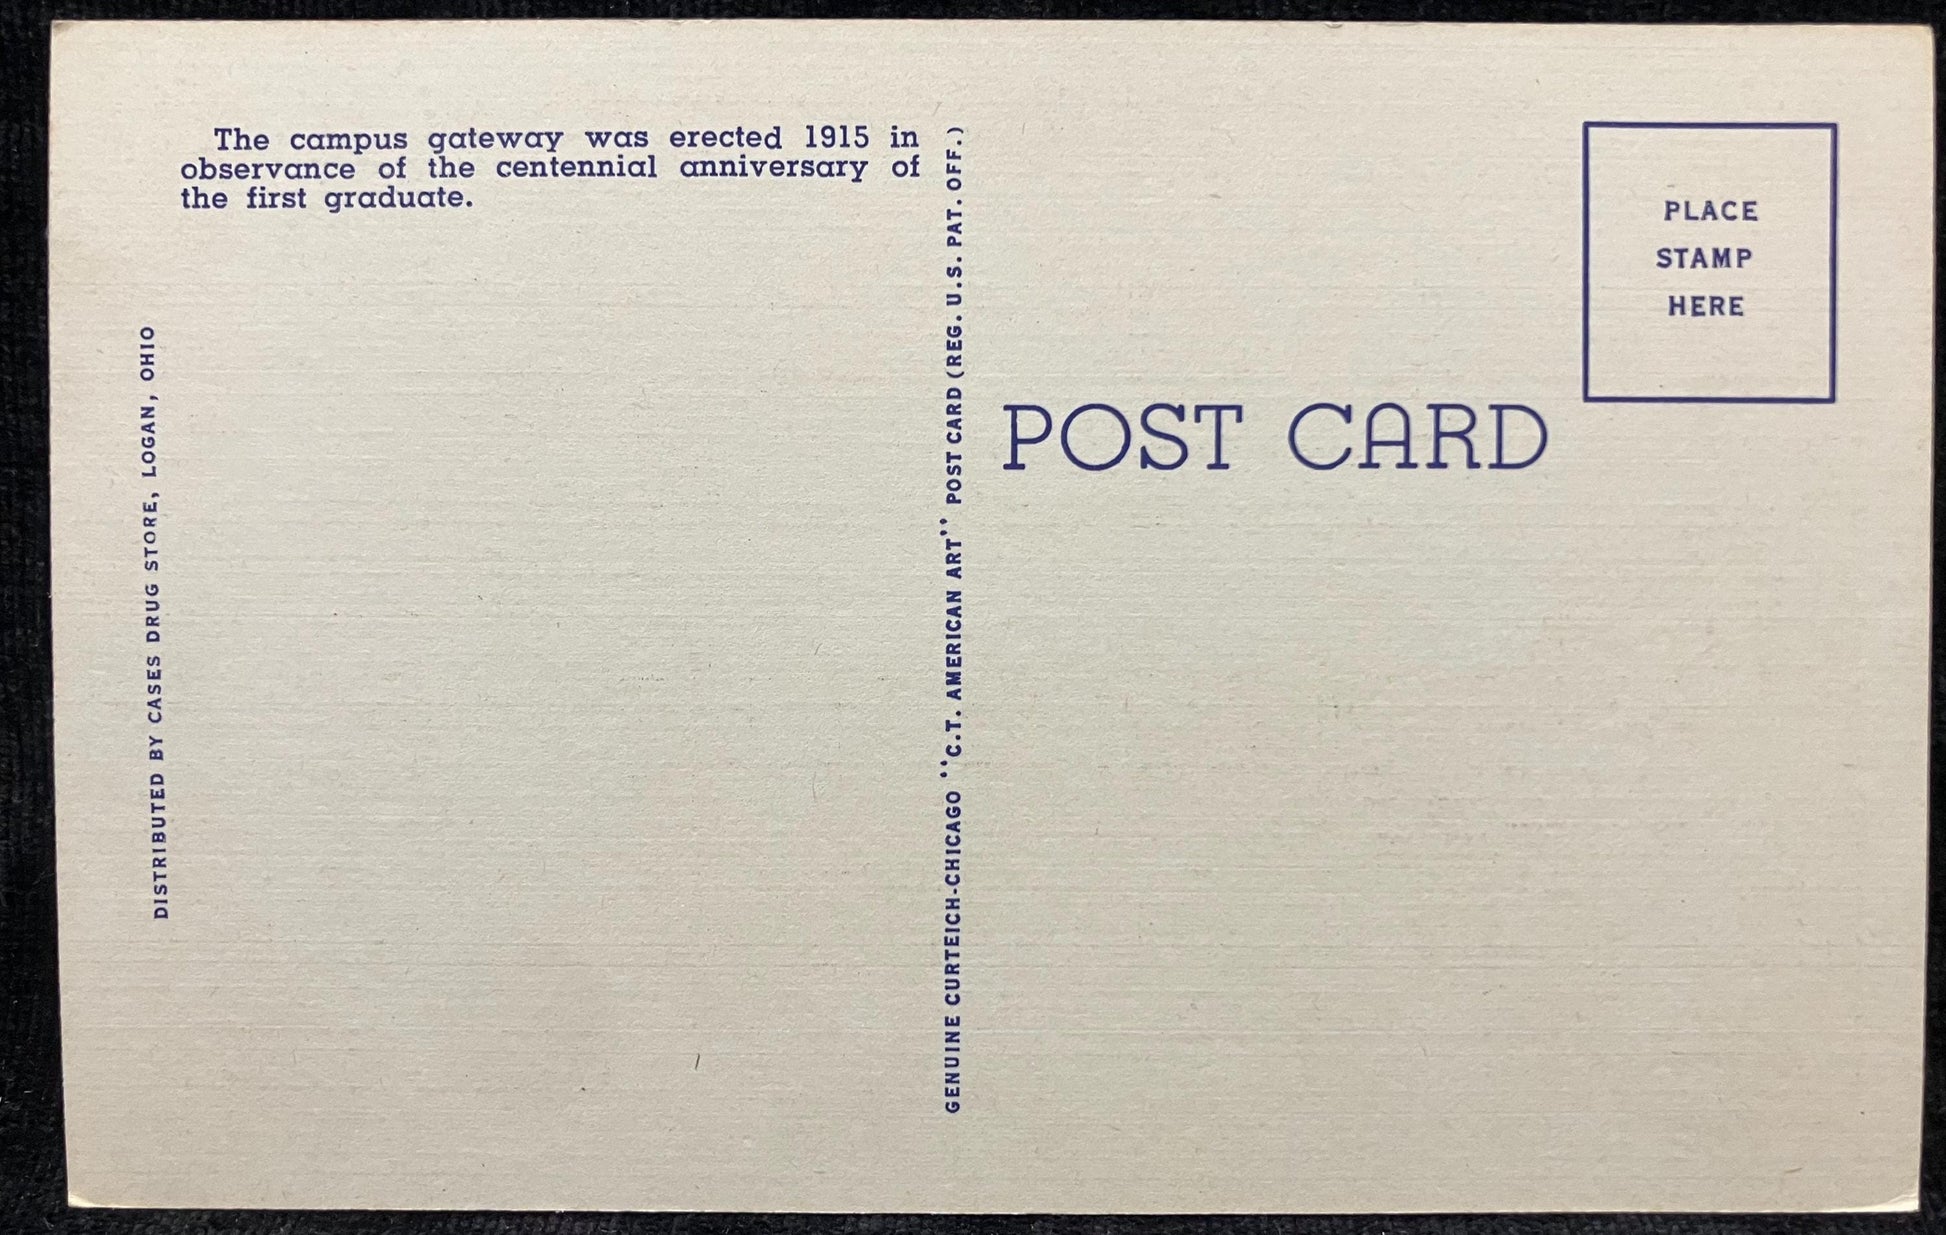 The campus gateway was erected 1915 in
observance of the centennial anniversary of
the first graduate.
DISTRIBUTED BY CASES DRUG STORE, LOGAN, OHIO
GENUINE CURTEICH-CHICAGO "C.T. AMERICAN ART" POST CARD (REG. U.S. PAT. OFF.)
POST CARD
PLACE
STAMP
HERE